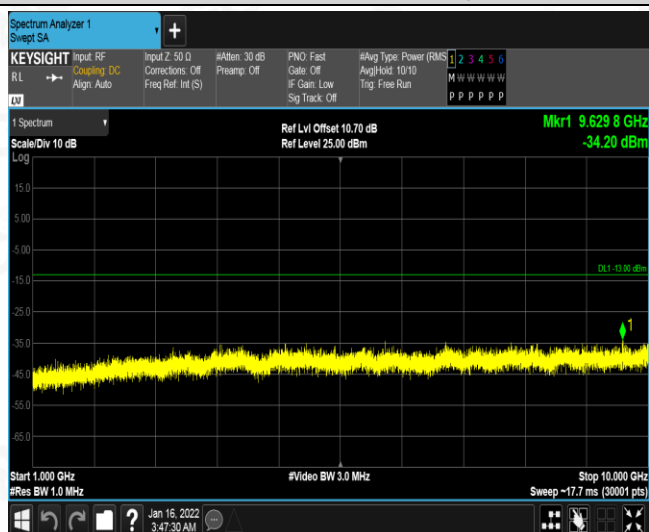 Spectrum Analyzer 1
Swept SA
+
KEYSIGHT
RL
LXI
Input: RF
Coupling: DC
Align: Auto
Input Z: 50 Ω
Corrections: Off
Freq Ref: Int (S)
#Atten: 30 dB
Preamp: Off
PNO: Fast
Gate: Off
IF Gain: Low
Sig Track: Off
#Avg Type: Power (RMS
Avg|Hold: 10/10
Trig: Free Run
1 2 3 4 5 6
M W W W W W
P P P P P P
1 Spectrum
Scale/Div 10 dB
Log
Ref Lvl Offset 10.70 dB
Ref Level 25.00 dBm
Mkr1 9.629 8 GHz
-34.20 dBm
15.0
5.00
-5.00
DL1 -13.00 dBm
-15.0
-25.0
1
-35.0
-45.0
-55.0
-65.0
Start 1.000 GHz
#Res BW 1.0 MHz
#Video BW 3.0 MHz
Stop 10.000 GHz
Sweep ~17.7 ms (30001 pts)
?
Jan 16, 2022
3:47:30 AM